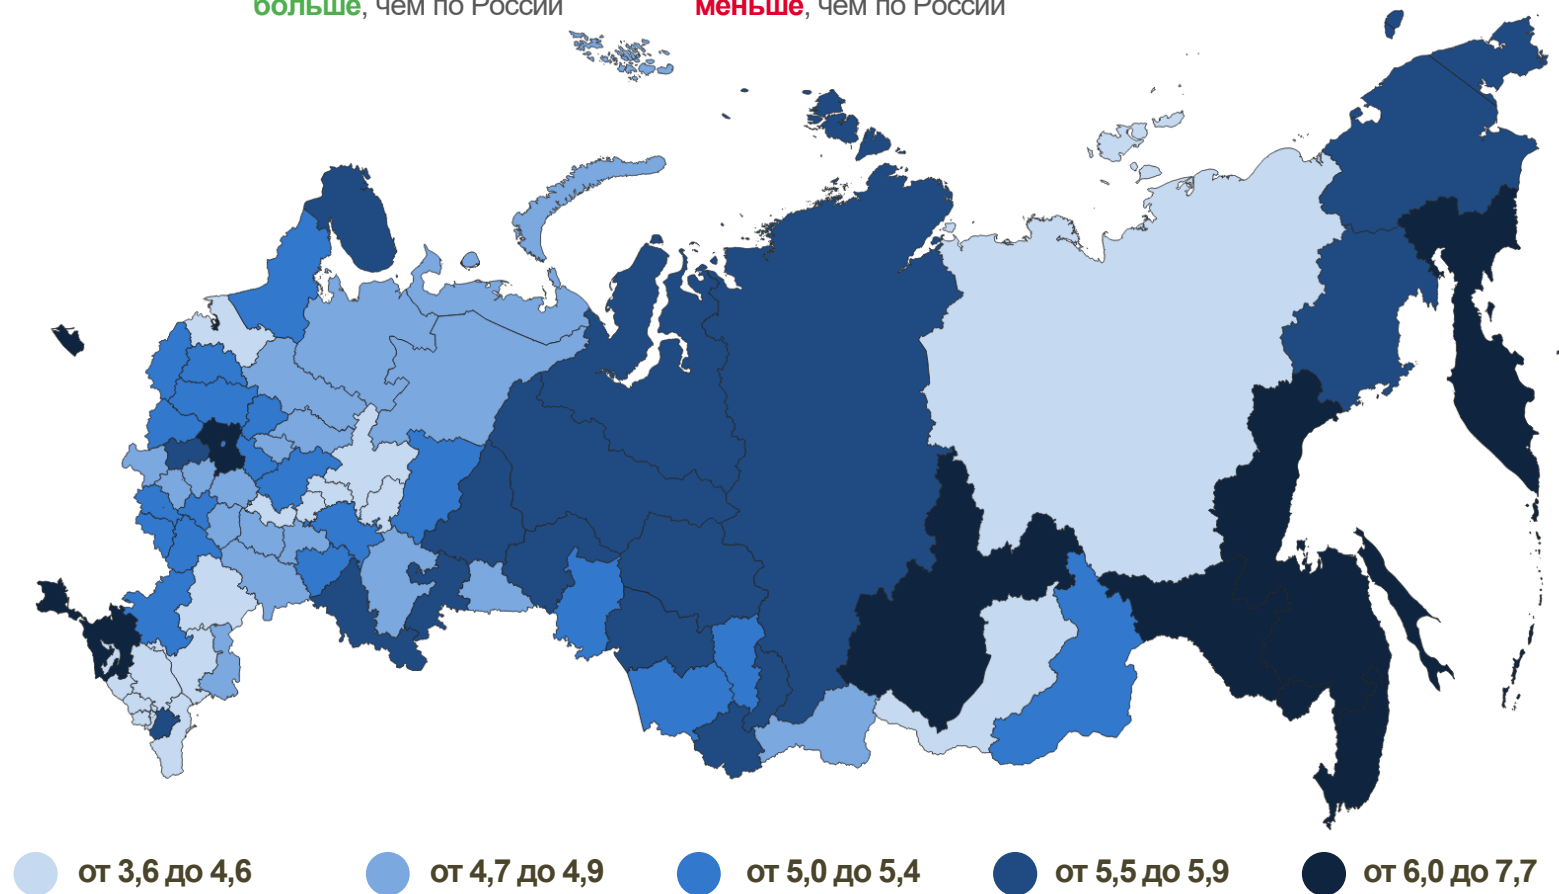 больше, чем по России
меньше, чем по России
от 3,6 до 4,6
от 4,7 до 4,9
от 5,0 до 5,4
от 5,5 до 5,9
от 6,0 до 7,7